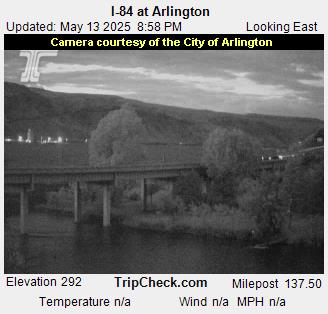 I-84 at Arlington
Updated: May 13 2025 8:58 PM Looking East
Camera courtesy of the City of Arlington
Elevation 292 TripCheck.com Milepost 137.50
Temperature n/a Wind n/a MPH n/a